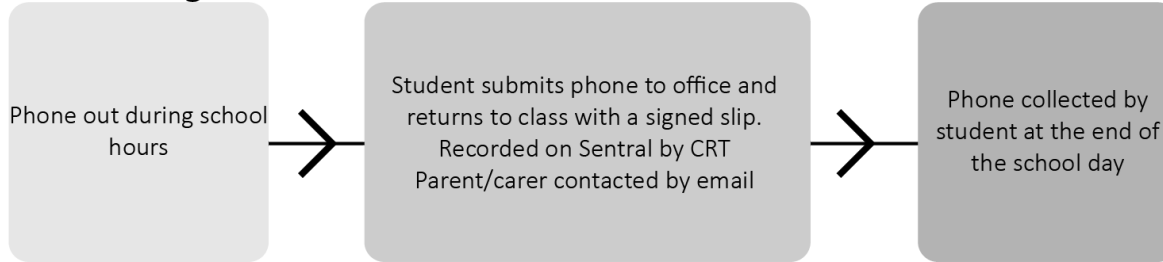 Phone out during school
hours
Student submits phone to office and
returns to class with a signed slip.
Recorded on Sentral by CRT
Parent/carer contacted by email
Phone collected by
student at the end of
the school day